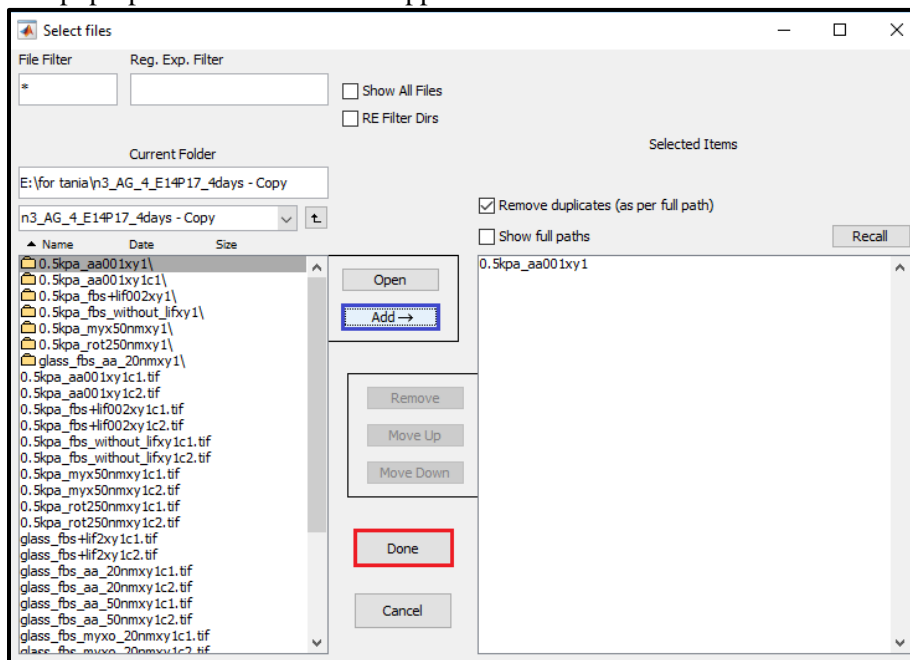 Select files
File Filter Reg. Exp. Filter
*
Show All Files
RE Filter Dirs
Selected Items
Current Folder
E:\for tania\n3_AG_4_E14P17_4days - Copy
n3_AG_4_E14P17_4days - Copy
Remove duplicates (as per full path)
Show full paths
Recall
Name Date Size
0.5kpa_aa001xy1\
0.5kpa_aa001xy1c1\
0.5kpa_fbs+lif002xy1\
0.5kpa_fbs_without_lifxy1\
0.5kpa_myx50nmxy1\
0.5kpa_rot250nmxy1\
glass_fbs_aa_20nmxy1\
0.5kpa_aa001xy1c1.tif
0.5kpa_aa001xy1c2.tif
0.5kpa_fbs+lif002xy1c1.tif
0.5kpa_fbs+lif002xy1c2.tif
0.5kpa_fbs_without_lifxy1c1.tif
0.5kpa_fbs_without_lifxy1c2.tif
0.5kpa_myx50nmxy1c1.tif
0.5kpa_myx50nmxy1c2.tif
0.5kpa_rot250nmxy1c1.tif
0.5kpa_rot250nmxy1c2.tif
glass_fbs+lif2xy1c1.tif
glass_fbs+lif2xy1c2.tif
glass_fbs_aa_20nmxy1c1.tif
glass_fbs_aa_20nmxy1c2.tif
glass_fbs_aa_50nmxy1c1.tif
glass_fbs_aa_50nmxy1c2.tif
glass_fbs_myxo_20nmxy1c1.tif
glass_fbs_myxo_20nmxy1c2.tif
Open
Add→
Remove
Move Up
Move Down
Done
Cancel
0.5kpa_aa001xy1